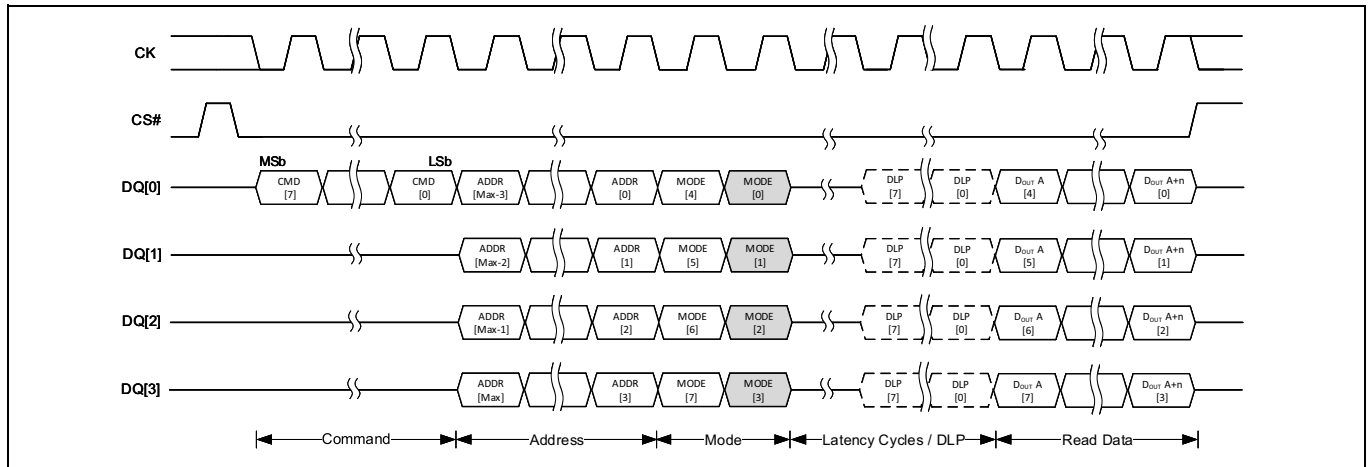 CK
CS#
MSb LSb
DQ[0] CMD [7] CMD [0] ADDR [Max-3] ADDR [0] MODE [4] MODE [0] DLP [7] DLP [0] DOUT A [4] DOUT A+n [0]
DQ[1] ADDR [Max-2] ADDR [1] MODE [5] MODE [1] DLP [7] DLP [0] DOUT A [5] DOUT A+n [1]
DQ[2] ADDR [Max-1] ADDR [2] MODE [6] MODE [2] DLP [7] DLP [0] DOUT A [6] DOUT A+n [2]
DQ[3] ADDR [Max] ADDR [3] MODE [7] MODE [3] DLP [7] DLP [0] DOUT A [7] DOUT A+n [3]
Command Address Mode Latency Cycles / DLP Read Data